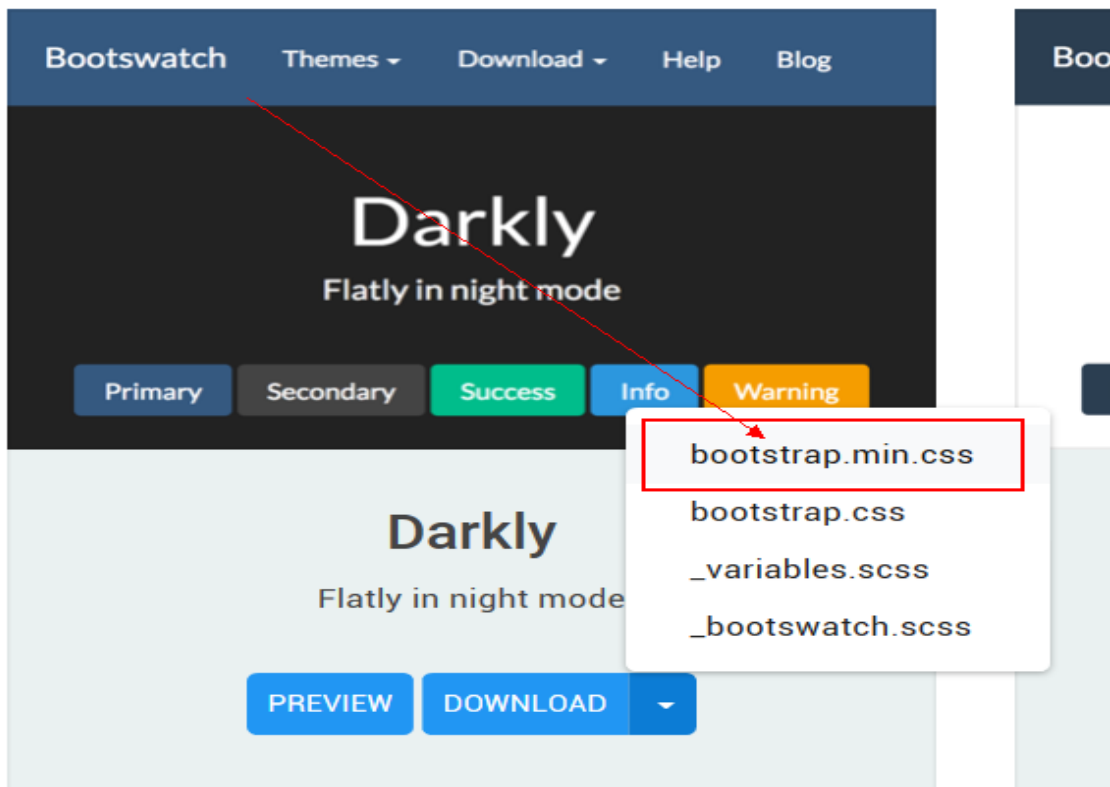 Bootswatch Themes Download Help Blog
Boo
Darkly
Flatly in night mode
Primary Secondary Success Info Warning
bootstrap.min.css
bootstrap.css
_variables.scss
_bootswatch.scss
Darkly
Flatly in night mode
PREVIEW DOWNLOAD